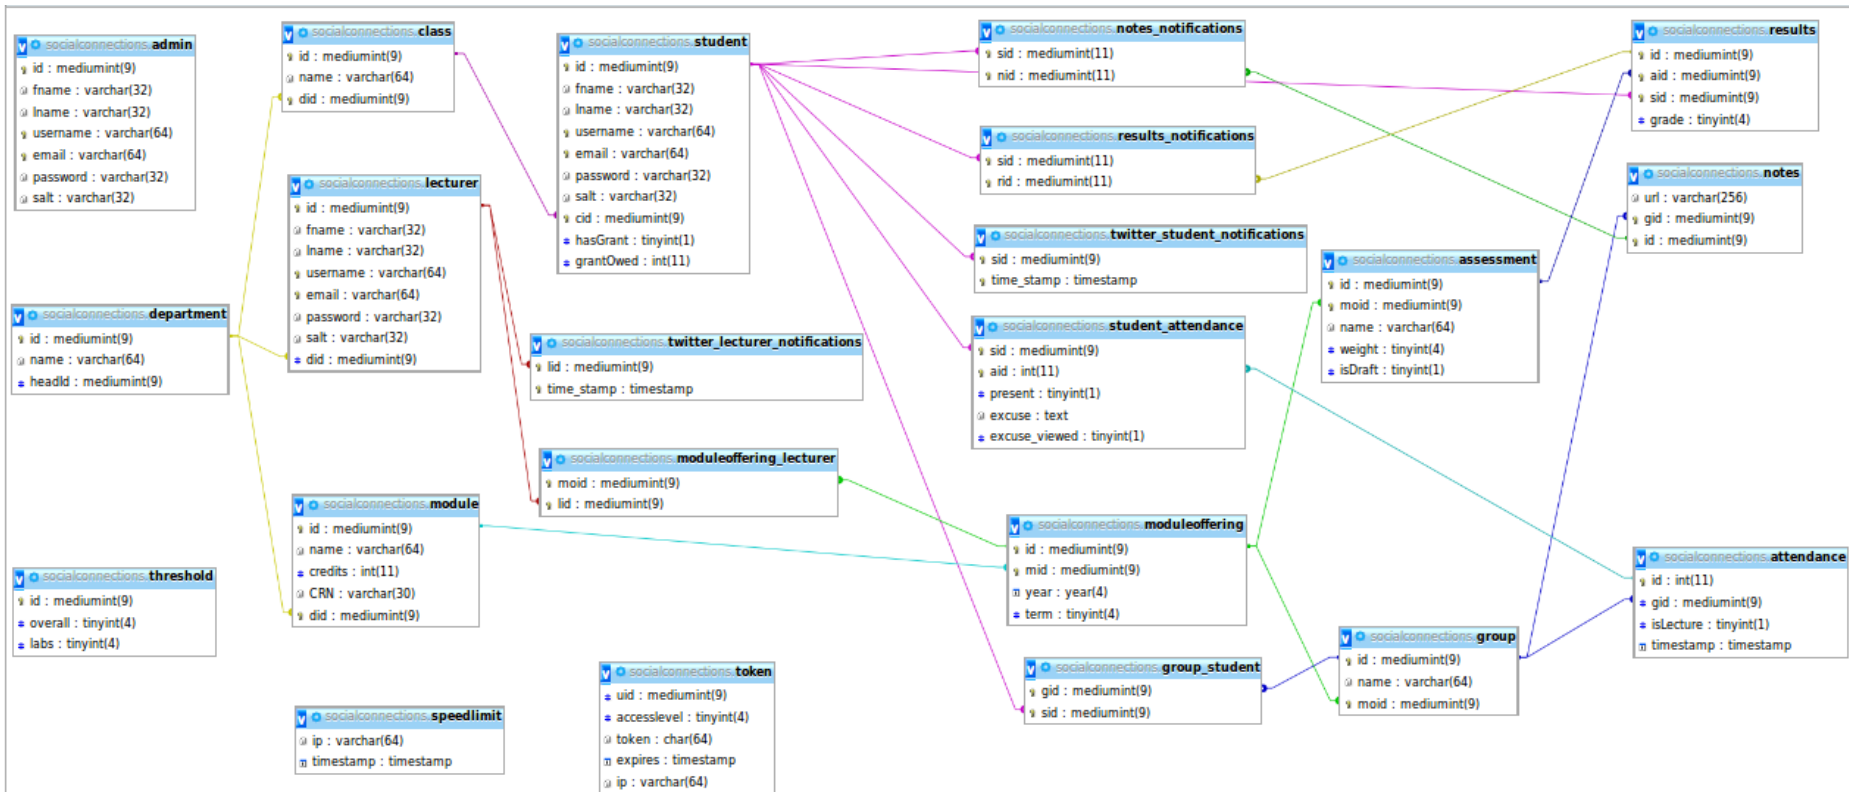 socialconnections.admin
id : mediumint(9)
fname : varchar(32)
lname : varchar(32)
username : varchar(64)
email : varchar(64)
password : varchar(32)
salt : varchar(32)
socialconnections.class
id : mediumint(9)
name : varchar(64)
did : mediumint(9)
socialconnections.student
id : mediumint(9)
fname : varchar(32)
lname : varchar(32)
username : varchar(64)
email : varchar(64)
password : varchar(32)
salt : varchar(32)
cid : mediumint(9)
hasGrant : tinyint(1)
grantOwed : int(11)
socialconnections.notes_notifications
sid : mediumint(11)
nid : mediumint(11)
socialconnections.results
id : mediumint(9)
aid : mediumint(9)
sid : mediumint(9)
grade : tinyint(4)
socialconnections.results_notifications
sid : mediumint(11)
rid : mediumint(11)
socialconnections.notes
url : varchar(256)
gid : mediumint(9)
id : mediumint(9)
socialconnections.lecturer
id : mediumint(9)
fname : varchar(32)
lname : varchar(32)
username : varchar(64)
email : varchar(64)
password : varchar(32)
salt : varchar(32)
did : mediumint(9)
socialconnections.twitter_student_notifications
sid : mediumint(9)
time_stamp : timestamp
socialconnections.assessment
id : mediumint(9)
moid : mediumint(9)
name : varchar(64)
weight : tinyint(4)
isDraft : tinyint(1)
socialconnections.department
id : mediumint(9)
name : varchar(64)
headId : mediumint(9)
socialconnections.twitter_lecturer_notifications
lid : mediumint(9)
time_stamp : timestamp
socialconnections.student_attendance
sid : mediumint(9)
aid : int(11)
present : tinyint(1)
excuse : text
excuse_viewed : tinyint(1)
socialconnections.moduleoffering_lecturer
moid : mediumint(9)
lid : mediumint(9)
socialconnections.module
id : mediumint(9)
name : varchar(64)
credits : int(11)
CRN : varchar(30)
did : mediumint(9)
socialconnections.moduleoffering
id : mediumint(9)
mid : mediumint(9)
year : year(4)
term : tinyint(4)
socialconnections.attendance
id : int(11)
gid : mediumint(9)
isLecture : tinyint(1)
timestamp : timestamp
socialconnections.threshold
id : mediumint(9)
overall : tinyint(4)
labs : tinyint(4)
socialconnections.group
id : mediumint(9)
name : varchar(64)
moid : mediumint(9)
socialconnections.group_student
gid : mediumint(9)
sid : mediumint(9)
socialconnections.token
uid : mediumint(9)
accesslevel : tinyint(4)
token : char(64)
expires : timestamp
ip : varchar(64)
socialconnections.speedlimit
ip : varchar(64)
timestamp : timestamp